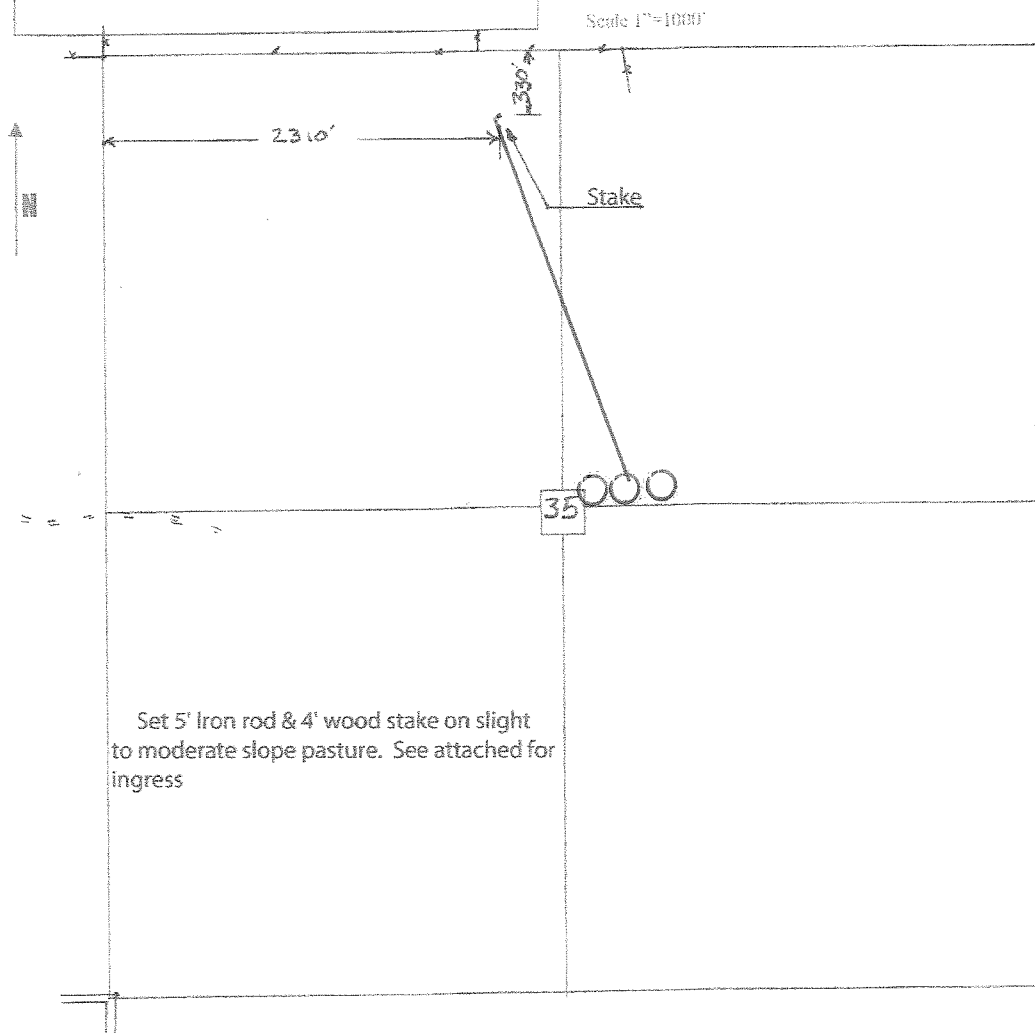 Scale 1"=1000'
330'
2310'
Stake
35
Set 5' Iron rod & 4' wood stake on slight
to moderate slope pasture. See attached for
ingress